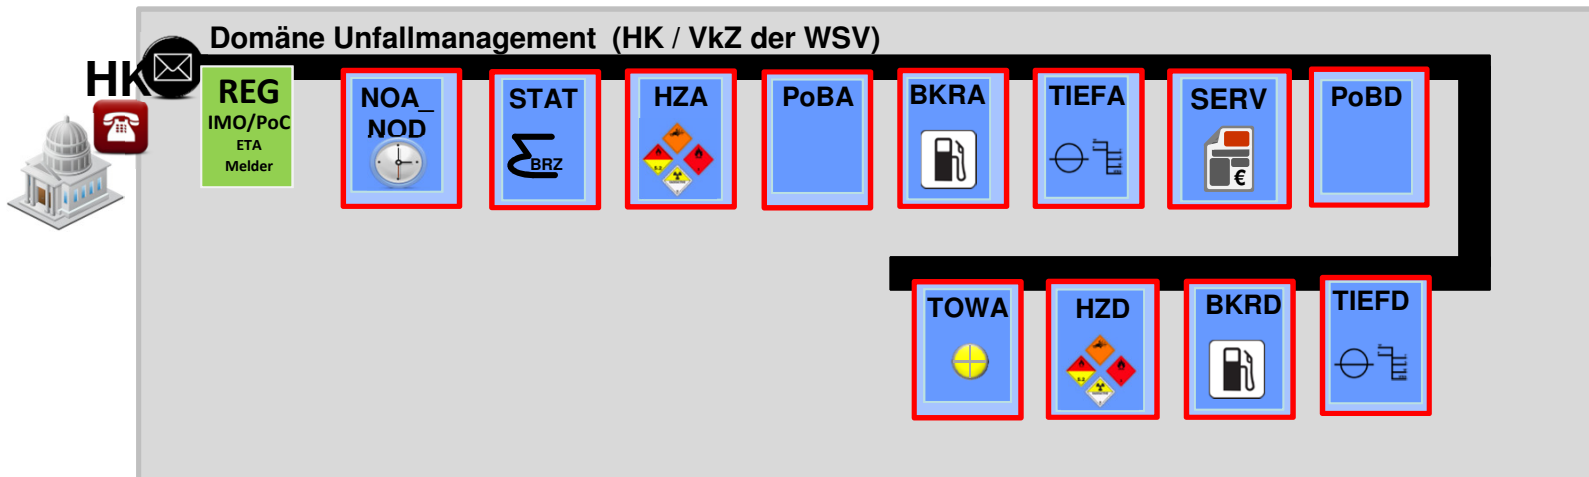 Domäne Unfallmanagement (HK / VkZ der WSV)
HK
REG
IMO/PoC
ETA
Melder
NOA_
NOD
STAT
BRZ
HZA
PoBA
BKRA
TIEFA
SERV
€
PoBD
TOWA
HZD
BKRD
TIEFD